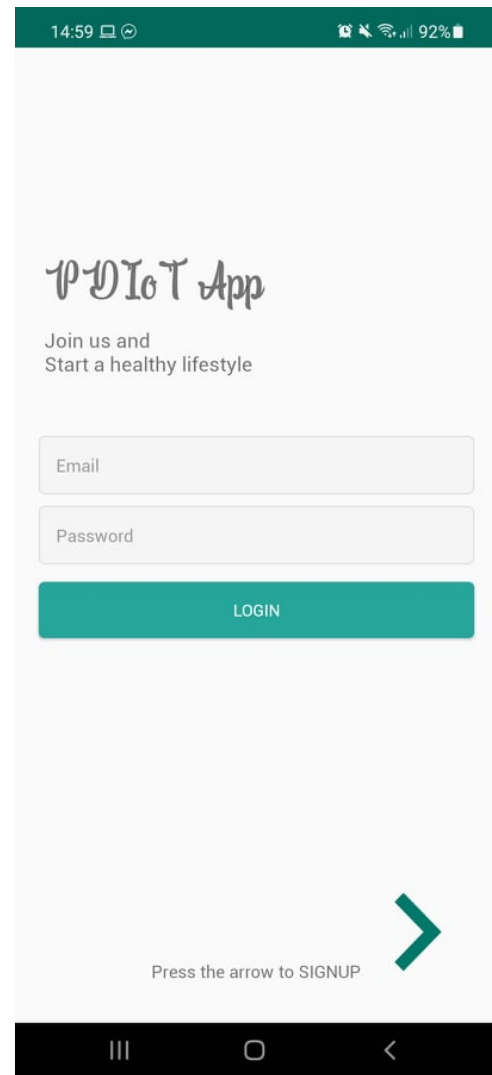 14:59 92%
PDIoT App
Join us and
Start a healthy lifestyle
Email
Password
LOGIN
Press the arrow to SIGNUP